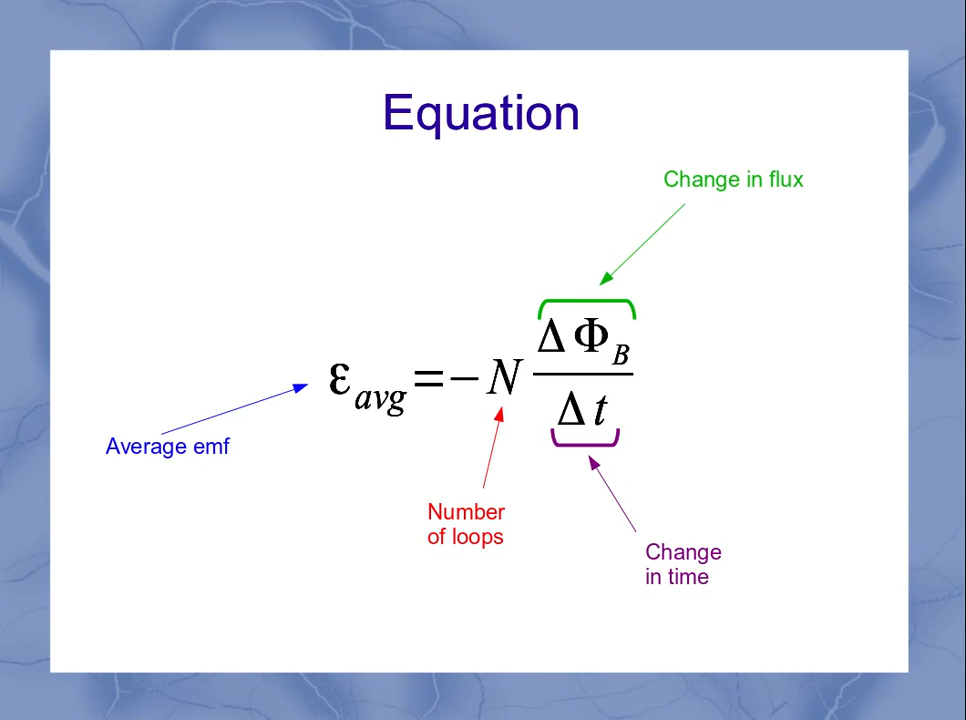 Equation
Change in flux
ε_avg = −N ΔΦ_B / Δt
Average emf
Number
of loops
Change
in time